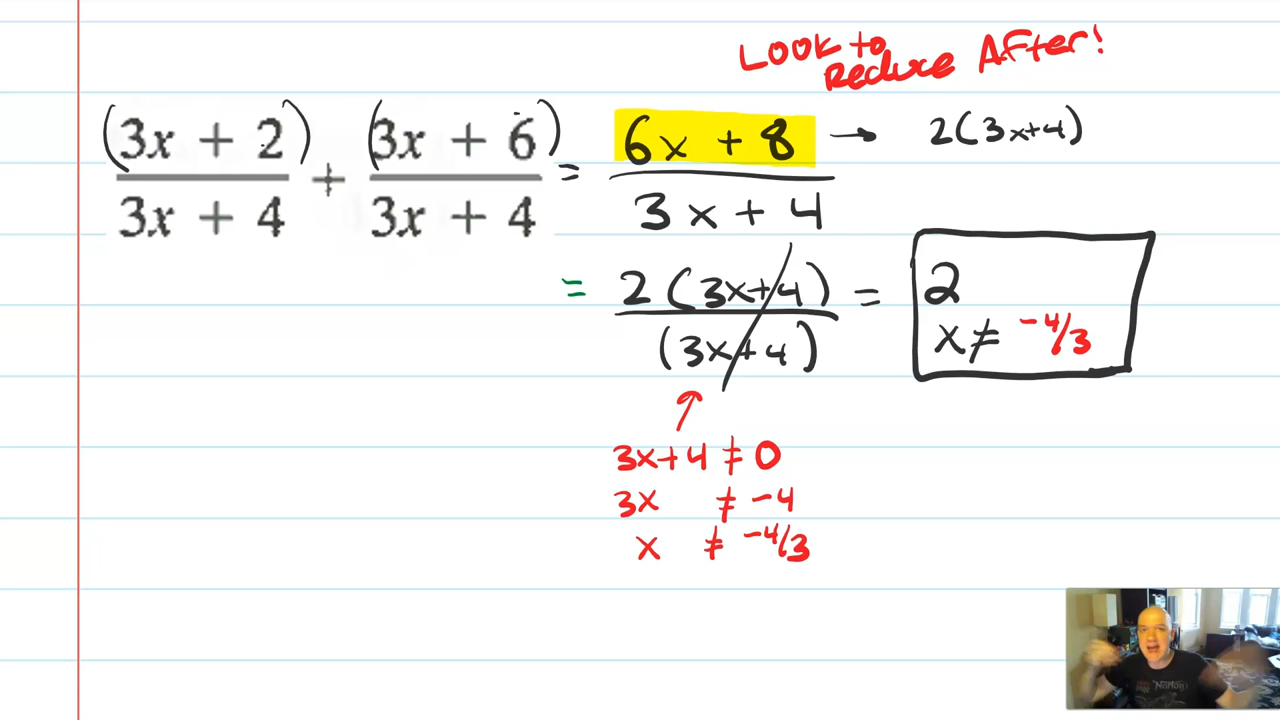 Look to Reduce After!
(3x + 2)/(3x + 4) + (3x + 6)/(3x + 4) = (6x + 8)/(3x + 4) → 2(3x+4)
= 2(3x+4)/(3x+4) = 2
x ≠ -4/3
3x+4 ≠ 0
3x ≠ -4
x ≠ -4/3
Norton